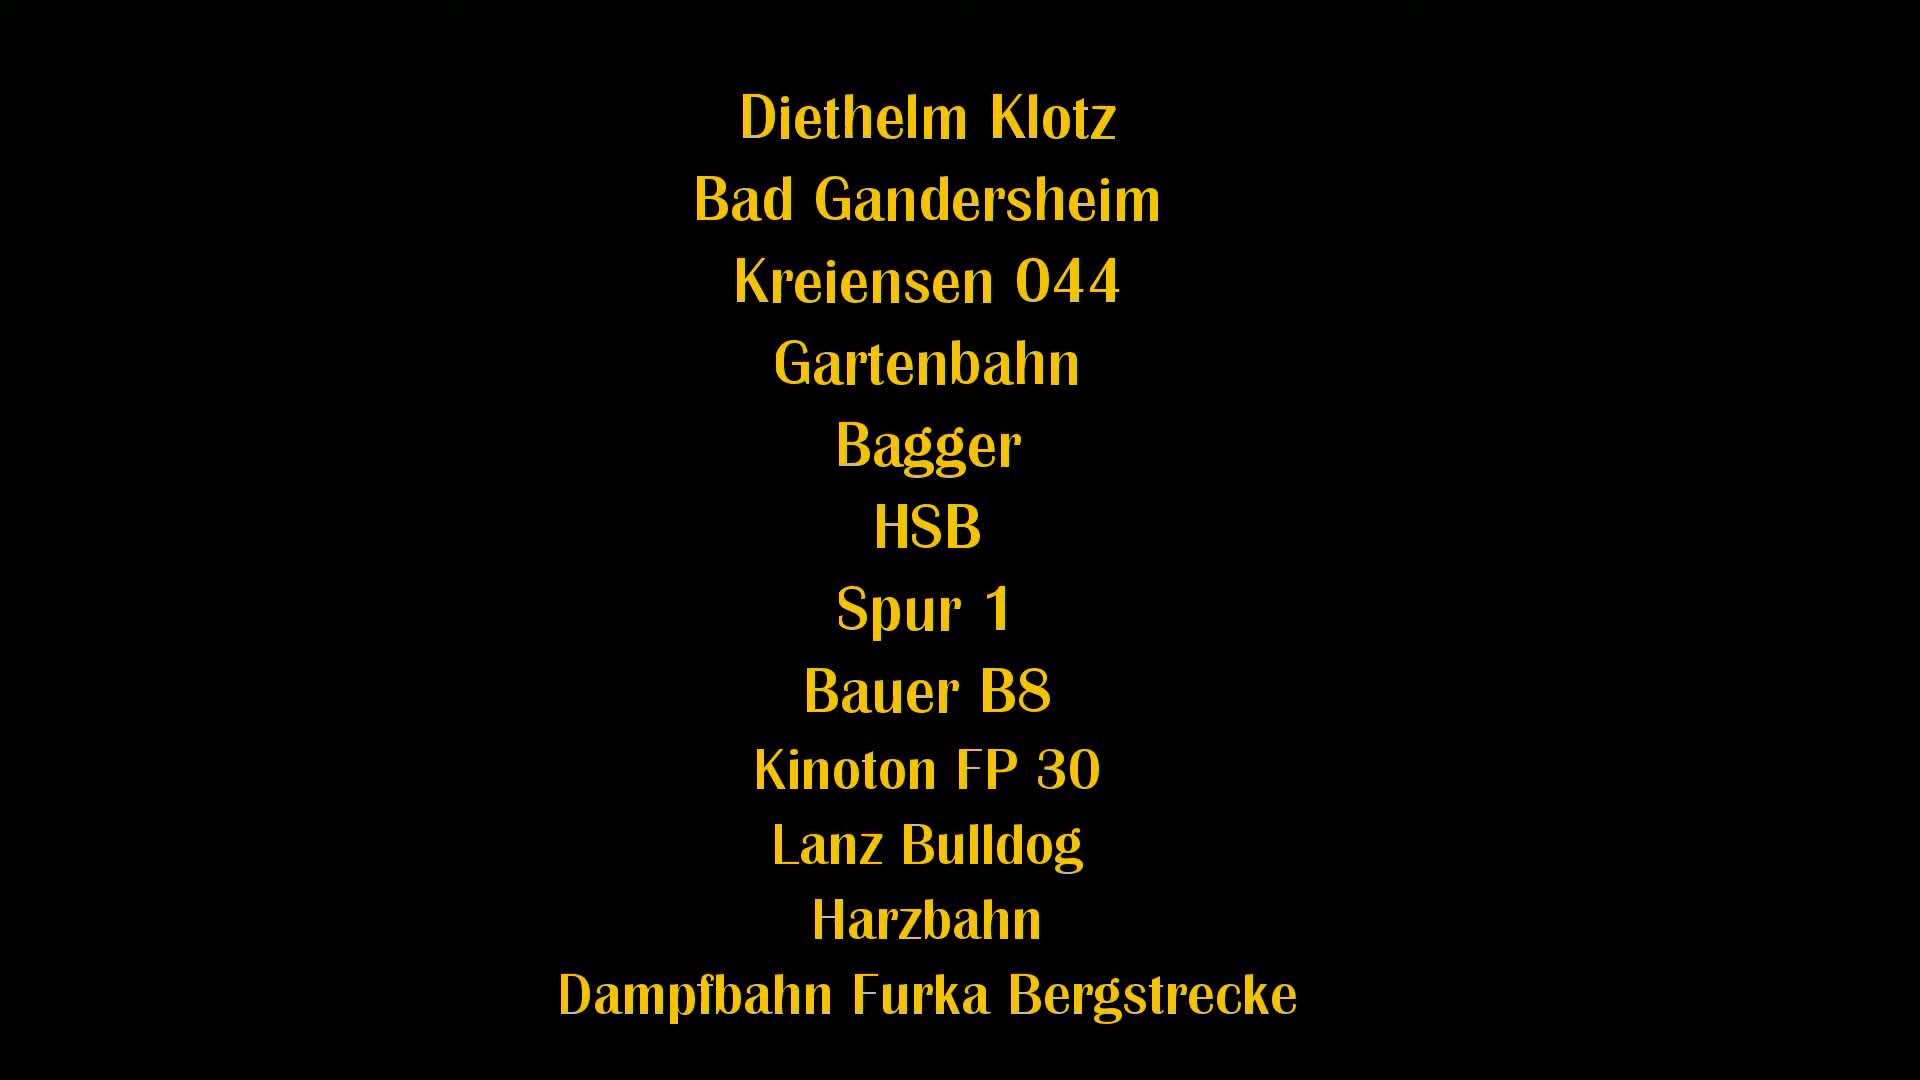 Diethelm Klotz
Bad Gandersheim
Kreiensen 044
Gartenbahn
Bagger
HSB
Spur 1
Bauer B8
Kinoton FP 30
Lanz Bulldog
Harzbahn
Dampfbahn Furka Bergstrecke